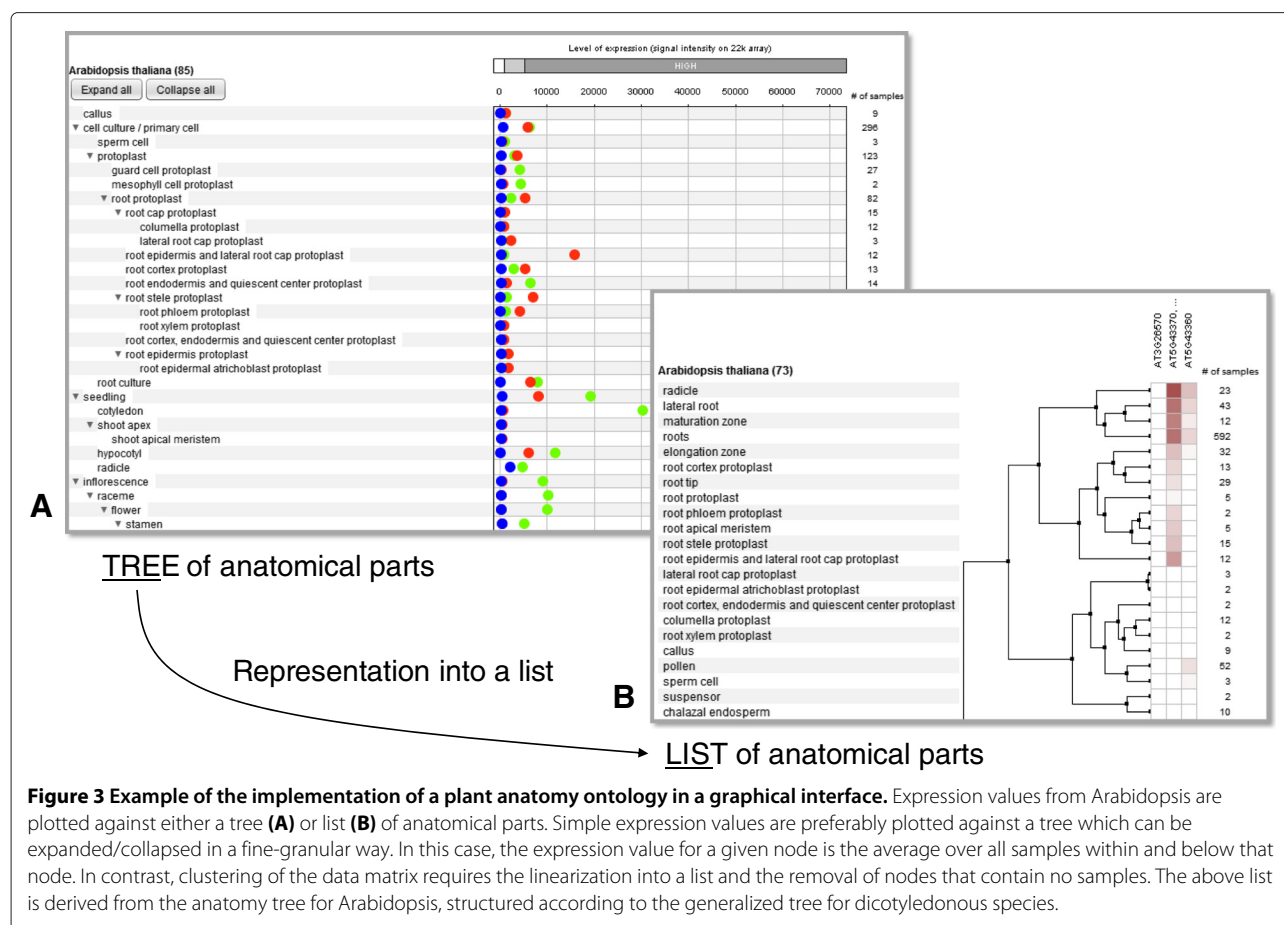 Level of expression (signal intensity on 22k array)
HIGH
Arabidopsis thaliana (85)
Expand all Collapse all
0 10000 20000 30000 40000 50000 60000 70000 # of samples
callus 9
▼ cell culture / primary cell 296
sperm cell 3
▼ protoplast 123
guard cell protoplast 27
mesophyll cell protoplast 2
▼ root protoplast 82
▼ root cap protoplast 15
columella protoplast 12
lateral root cap protoplast 3
root epidermis and lateral root cap protoplast 12
root cortex protoplast 13
root endodermis and quiescent center protoplast 14
▼ root stele protoplast
▼ root phloem protoplast
root xylem protoplast
root cortex, endodermis and quiescent center protoplast
▼ root epidermis protoplast
root epidermal atrichoblast protoplast
root culture
▼ seedling
cotyledon
▼ shoot apex
shoot apical meristem
hypocotyl
radicle
▼ inflorescence
▼ raceme
▼ flower
▼ stamen
A
TREE of anatomical parts
Representation into a list
AT3G26570
AT5G43370, ...
AT5G43360
Arabidopsis thaliana (73) # of samples
radicle 23
lateral root 43
maturation zone 12
roots 592
elongation zone 32
root cortex protoplast 13
root tip 29
root protoplast 5
root phloem protoplast 2
root apical meristem 5
root stele protoplast 15
root epidermis and lateral root cap protoplast 12
lateral root cap protoplast 3
root epidermal atrichoblast protoplast 2
root cortex, endodermis and quiescent center protoplast 2
columella protoplast 12
root xylem protoplast 2
callus 9
pollen 52
sperm cell 3
suspensor 2
chalazal endosperm 10
B
LIST of anatomical parts
Figure 3 Example of the implementation of a plant anatomy ontology in a graphical interface. Expression values from Arabidopsis are
plotted against either a tree (A) or list (B) of anatomical parts. Simple expression values are preferably plotted against a tree which can be
expanded/collapsed in a fine-granular way. In this case, the expression value for a given node is the average over all samples within and below that
node. In contrast, clustering of the data matrix requires the linearization into a list and the removal of nodes that contain no samples. The above list
is derived from the anatomy tree for Arabidopsis, structured according to the generalized tree for dicotyledonous species.